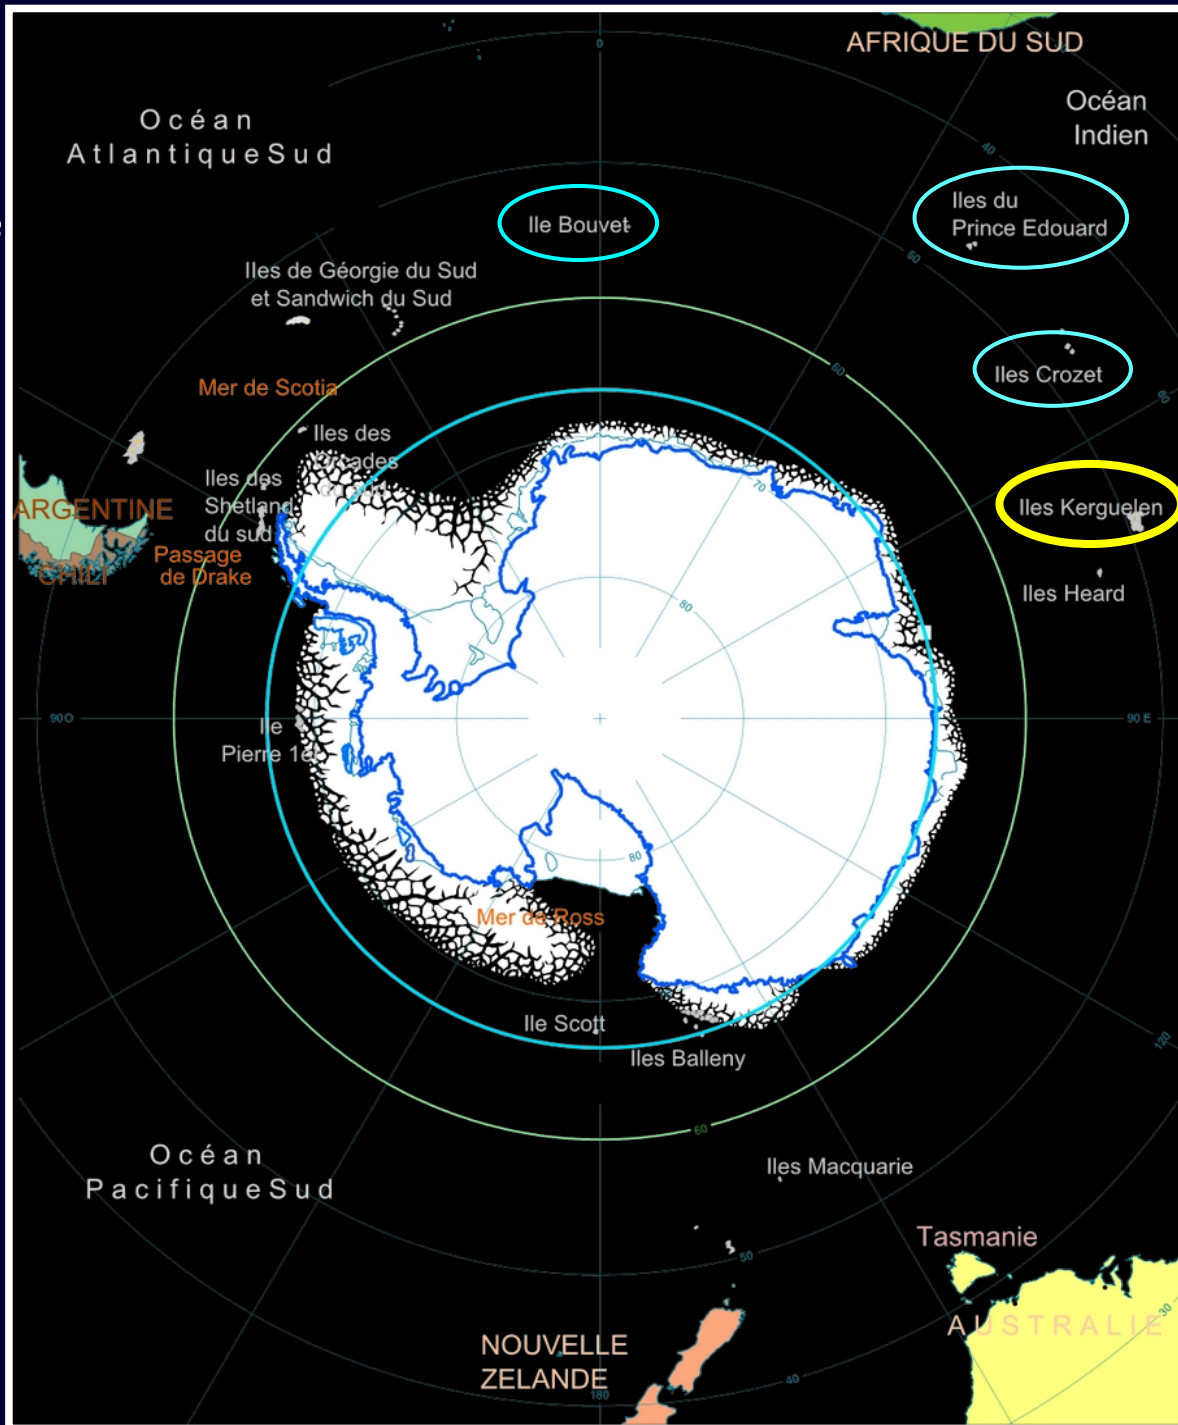 AFRIQUE DU SUD
0
Océan
Indien
Océan
Atlantique Sud
40
Iles du
Prince Edouard
Ile Bouvet
50
Iles de Géorgie du Sud
et Sandwich du Sud
60
Iles Crozet
Mer de Scotia
60
Iles des
Orcades
Iles des
Shetland
du sud
70
ARGENTINE
Iles Kerguelen
Passage
de Drake
CHILI
Iles Heard
80
90O
90E
Ile
Pierre 1er
80
Mer de Ross
Ile Scott
Iles Balleny
120
60
Océan
Pacifique Sud
Iles Macquarie
Tasmanie
50
30
AUSTRALIE
NOUVELLE
ZELANDE
40
180